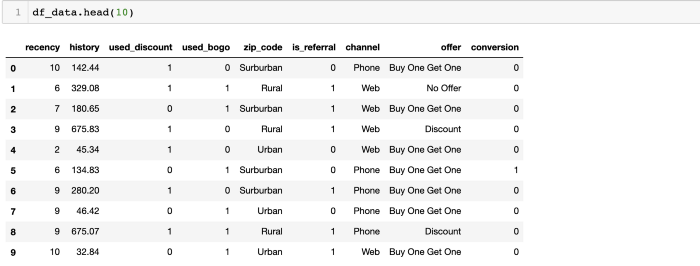 1 df_data.head(10)
recency history used_discount used_bogo zip_code is_referral channel offer conversion
0 10 142.44 1 0 Surburban 0 Phone Buy One Get One 0
1 6 329.08 1 1 Rural 1 Web No Offer 0
2 7 180.65 0 1 Surburban 1 Web Buy One Get One 0
3 9 675.83 1 0 Rural 1 Web Discount 0
4 2 45.34 1 0 Urban 0 Web Buy One Get One 0
5 6 134.83 0 1 Surburban 0 Phone Buy One Get One 1
6 9 280.20 1 0 Surburban 1 Phone Buy One Get One 0
7 9 46.42 0 1 Urban 0 Phone Buy One Get One 0
8 9 675.07 1 1 Rural 1 Phone Discount 0
9 10 32.84 0 1 Urban 1 Web Buy One Get One 0